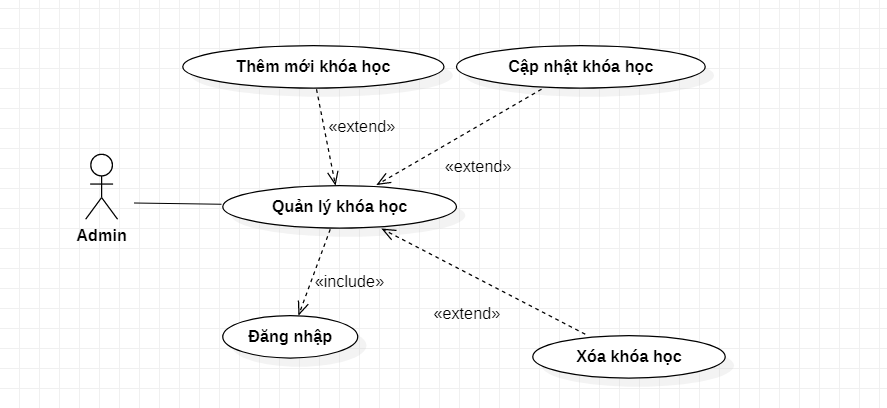 Thêm mới khóa học
Cập nhật khóa học
«extend»
«extend»
Quản lý khóa học
Admin
«include»
«extend»
Đăng nhập
Xóa khóa học